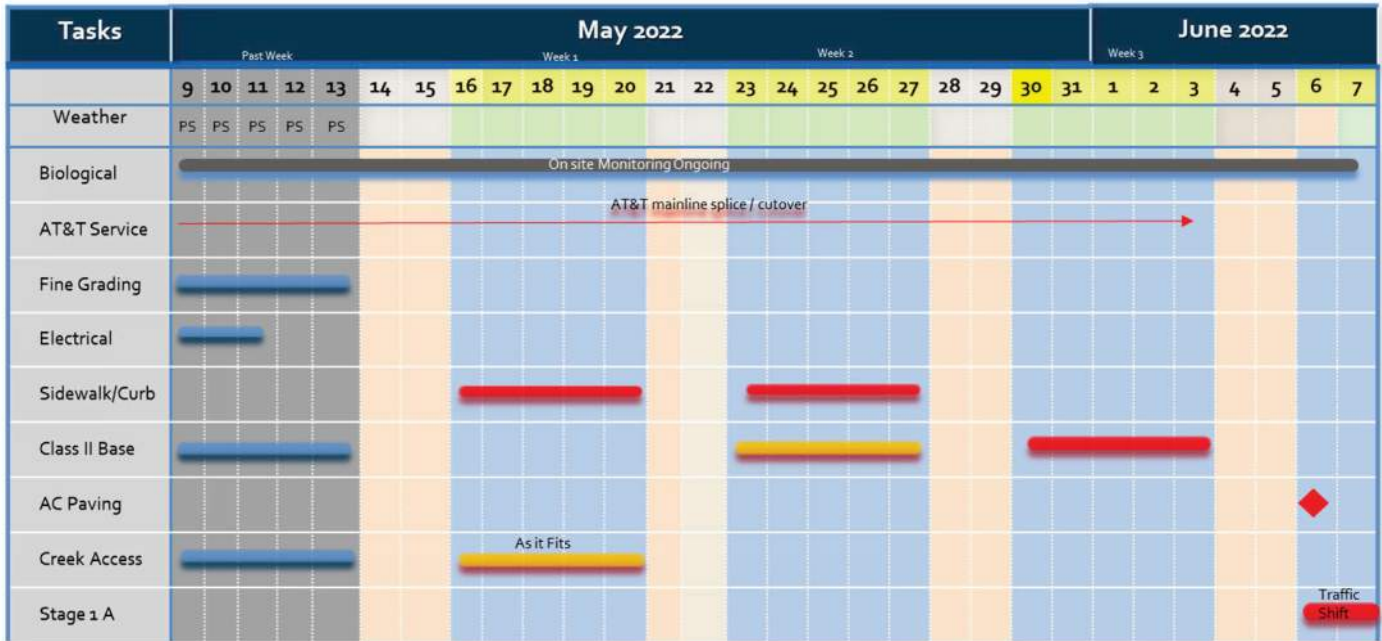 Tasks
May 2022
June 2022
Past Week
Week 1
Week 2
Week 3
9 10 11 12 13 14 15 16 17 18 19 20 21 22 23 24 25 26 27 28 29 30 31 1 2 3 4 5 6 7
Weather
PS PS PS PS PS
Biological
On site Monitoring Ongoing
AT&T Service
AT&T mainline splice / cutover
Fine Grading
Electrical
Sidewalk/Curb
Class II Base
AC Paving
Creek Access
As it Fits
Stage 1 A
Traffic
Shift